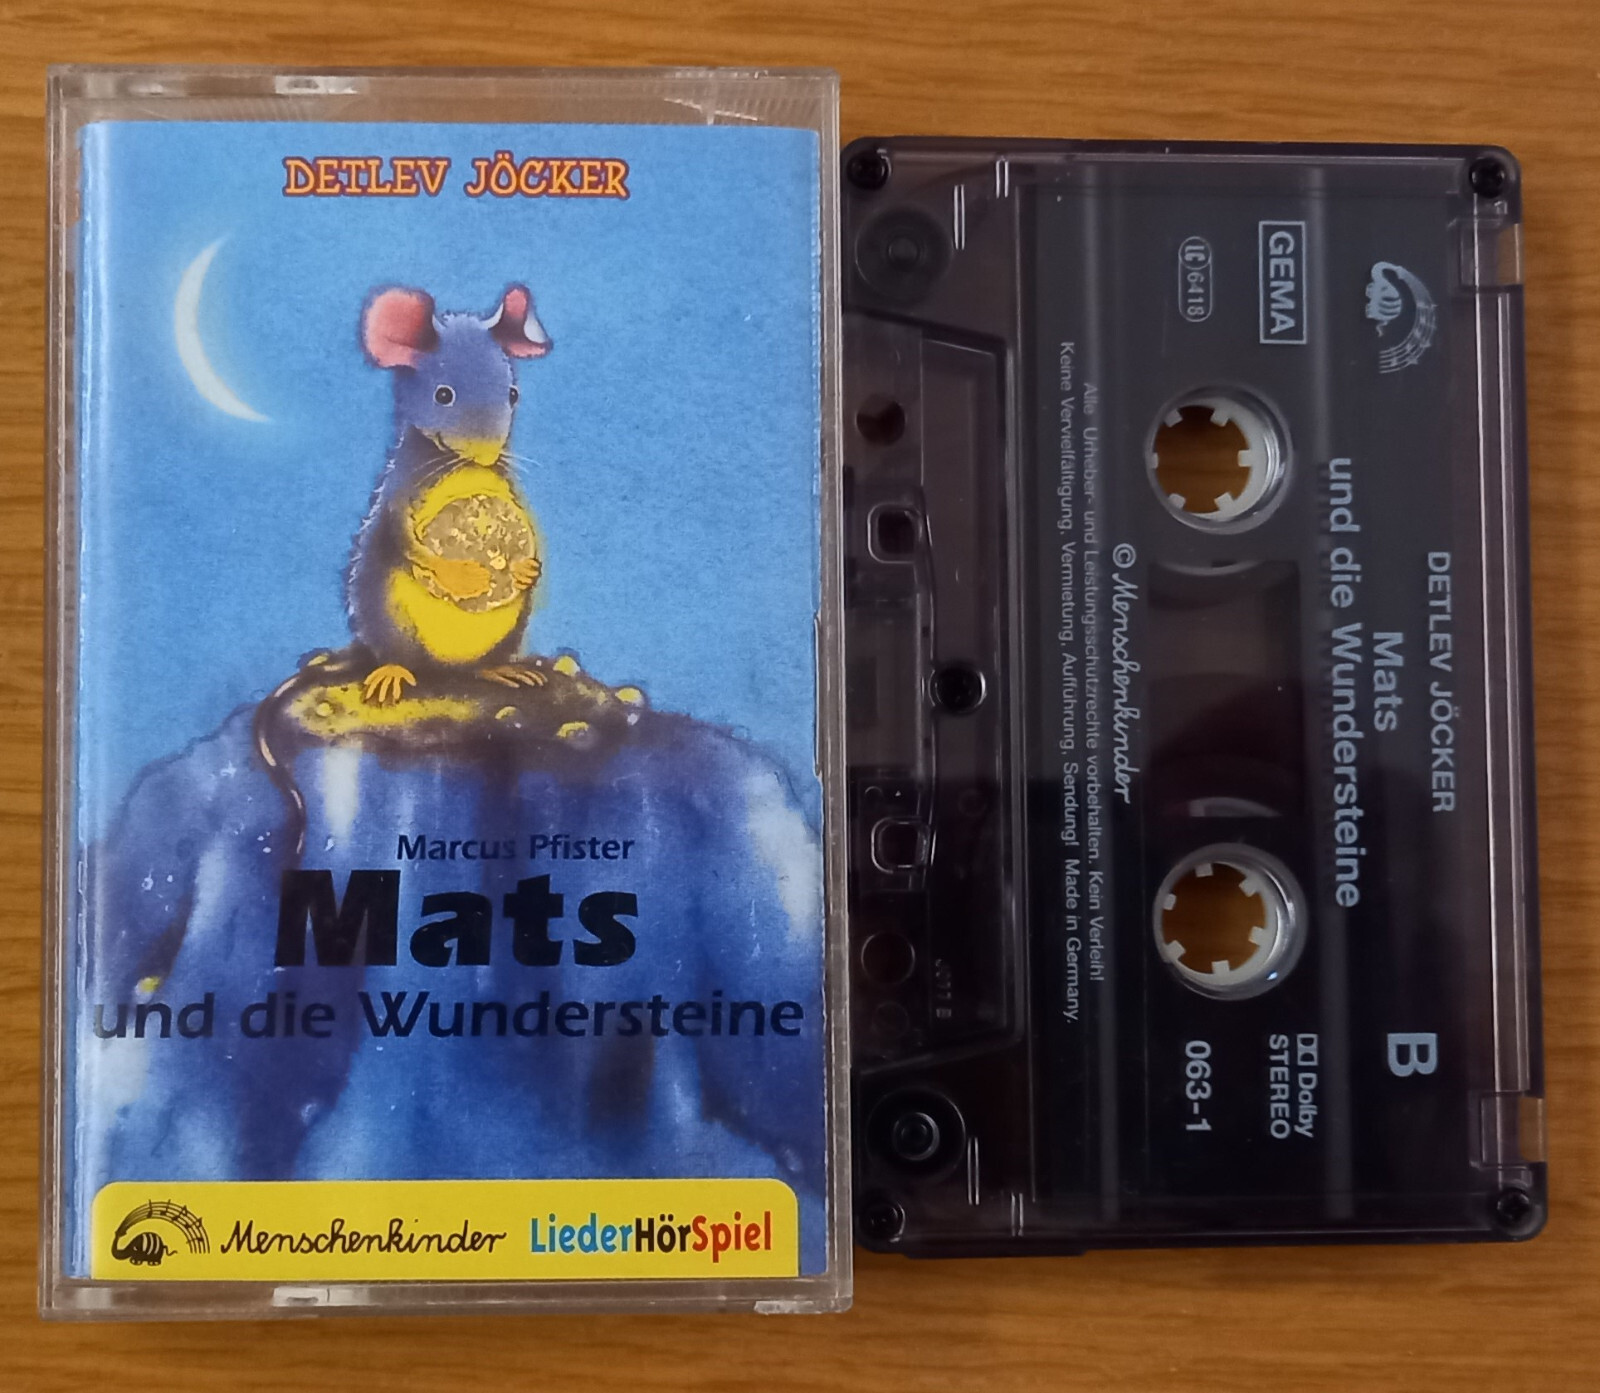 DETLEV JÖCKER
Marcus Pfister
Mats
und die Wundersteine
Menschenkinder LiederHörSpiel
DETLEV JÖCKER
Mats
und die Wundersteine
B
GEMA
LC 6418
Dolby
STEREO
063-1
© Menschenkinder
Alle Urheber- und Leistungsschutzrechte vorbehalten. Kein Verleih!
Keine Vervielfältigung, Vermietung, Aufführung, Sendung! Made in Germany.